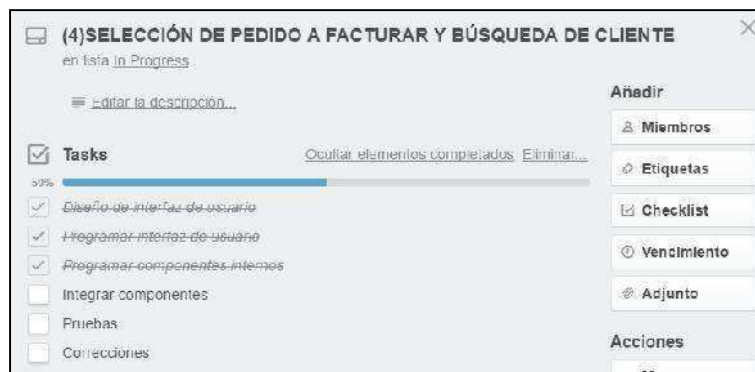 (4)SELECCIÓN DE PEDIDO A FACTURAR Y BÚSQUEDA DE CLIENTE
en lista In Progress
Editar la descripción...
Tasks
Ocultar elementos completados Eliminar...
50%
Diseño de interfaz de usuario
Programar interfaz de usuario
Programar componentes internos
Integrar componentes
Pruebas
Correcciones
Añadir
Miembros
Etiquetas
Checklist
Vencimiento
Adjunto
Acciones